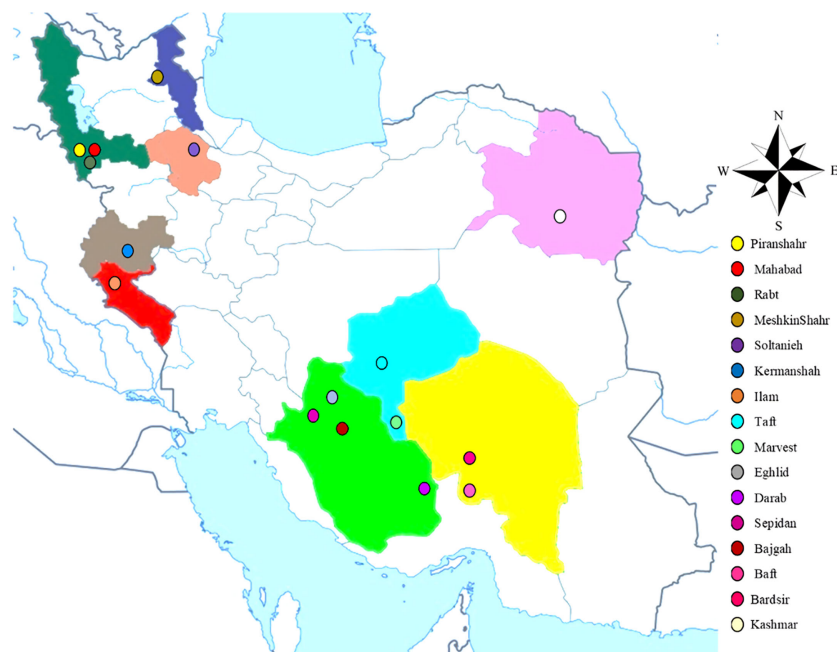 N
W E
S
Piranshahr
Mahabad
Rabt
MeshkinShahr
Soltanieh
Kermanshah
Ilam
Taft
Marvest
Eghlid
Darab
Sepidan
Bajgah
Baft
Bardsir
Kashmar